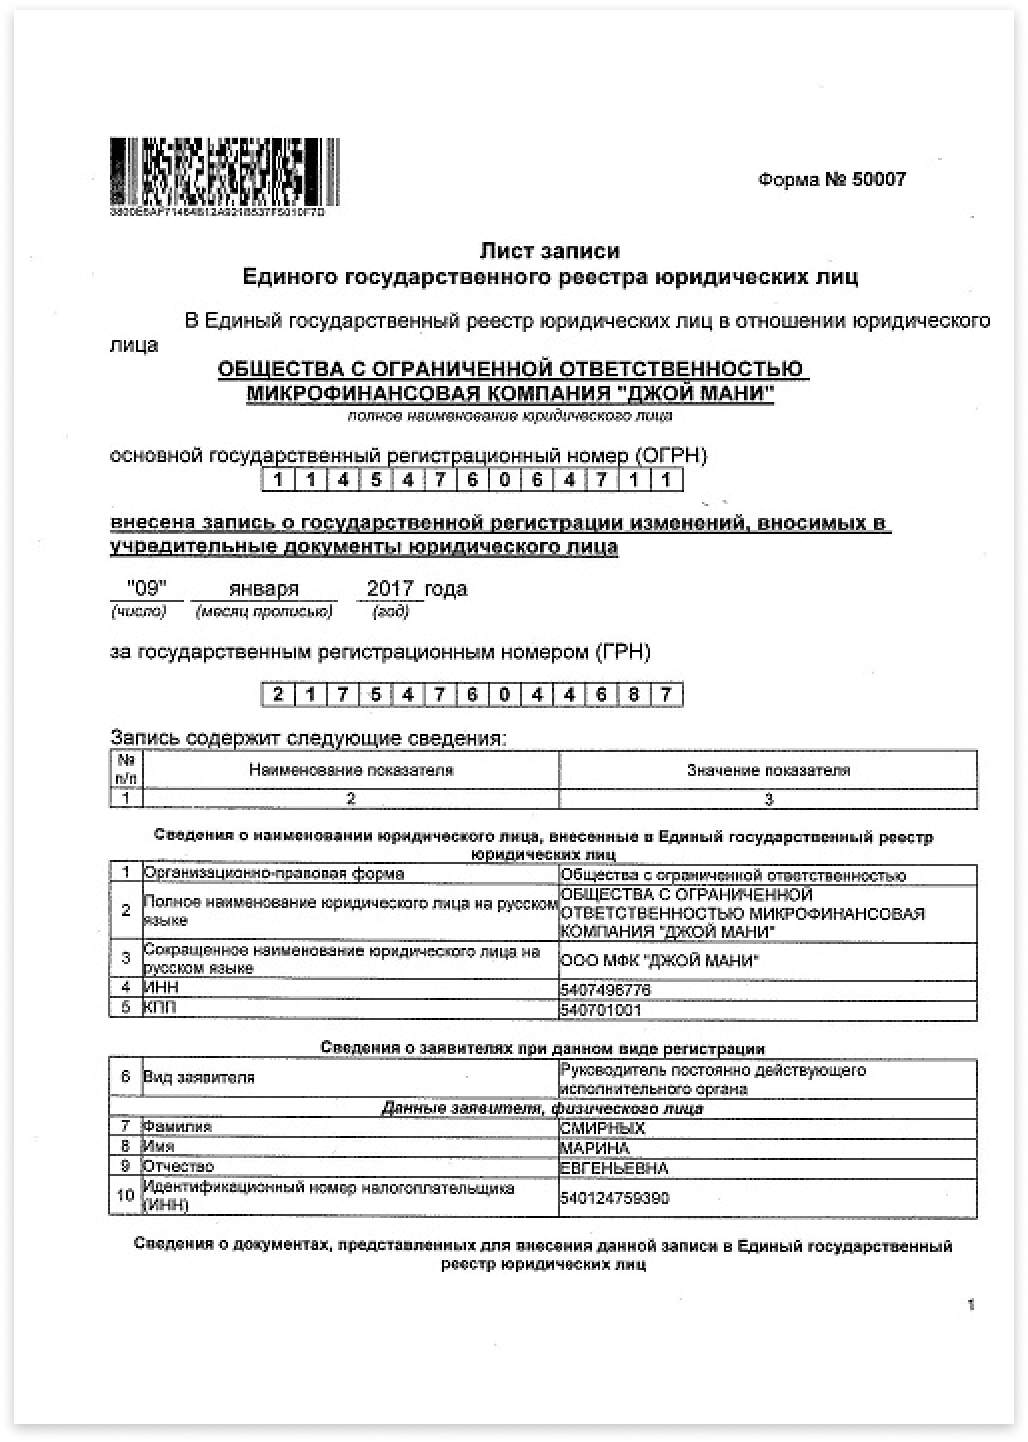 Форма № 50007
Лист записи
Единого государственного реестра юридических лиц
В Единый государственный реестр юридических лиц в отношении юридического
лица
ОБЩЕСТВА С ОГРАНИЧЕННОЙ ОТВЕТСТВЕННОСТЬЮ
МИКРОФИНАНСОВАЯ КОМПАНИЯ "ДЖОЙ МАНИ"
полное наименование юридического лица
основной государственный регистрационный номер (ОГРН)
1 1 4 5 4 7 6 0 6 4 7 1 1
внесена запись о государственной регистрации изменений, вносимых в
учредительные документы юридического лица
"09" января 2017 года
(число) (месяц прописью) (год)
за государственным регистрационным номером (ГРН)
2 1 7 5 4 7 6 0 4 4 6 8 7
Запись содержит следующие сведения:
№ п/п Наименование показателя Значение показателя
1 2 3
Сведения о наименовании юридического лица, внесенные в Единый государственный реестр
юридических лиц
1 Организационно-правовая форма Общества с ограниченной ответственностью
2 Полное наименование юридического лица на русском языке ОБЩЕСТВА С ОГРАНИЧЕННОЙ
ОТВЕТСТВЕННОСТЬЮ МИКРОФИНАНСОВАЯ
КОМПАНИЯ "ДЖОЙ МАНИ"
3 Сокращенное наименование юридического лица на
русском языке ООО МФК "ДЖОЙ МАНИ"
4 ИНН 5407496776
5 КПП 540701001
Сведения о заявителях при данном виде регистрации
6 Вид заявителя Руководитель постоянно действующего
исполнительного органа
Данные заявителя, физического лица
7 Фамилия СМИРНЫХ
8 Имя МАРИНА
9 Отчество ЕВГЕНЬЕВНА
10 Идентификационный номер налогоплательщика
(ИНН) 540124759390
Сведения о документах, представленных для внесения данной записи в Единый государственный
реестр юридических лиц
1